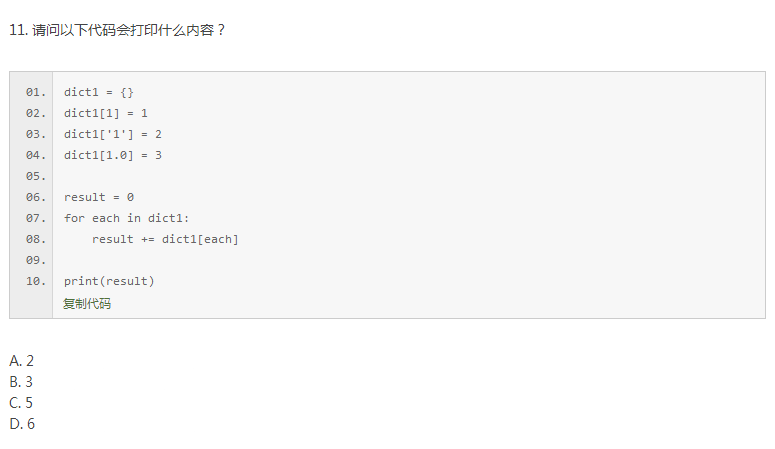 11. 请问以下代码会打印什么内容？
01. dict1 = {}
02. dict1[1] = 1
03. dict1['1'] = 2
04. dict1[1.0] = 3
05.
06. result = 0
07. for each in dict1:
08.     result += dict1[each]
09.
10. print(result)
复制代码
A. 2
B. 3
C. 5
D. 6